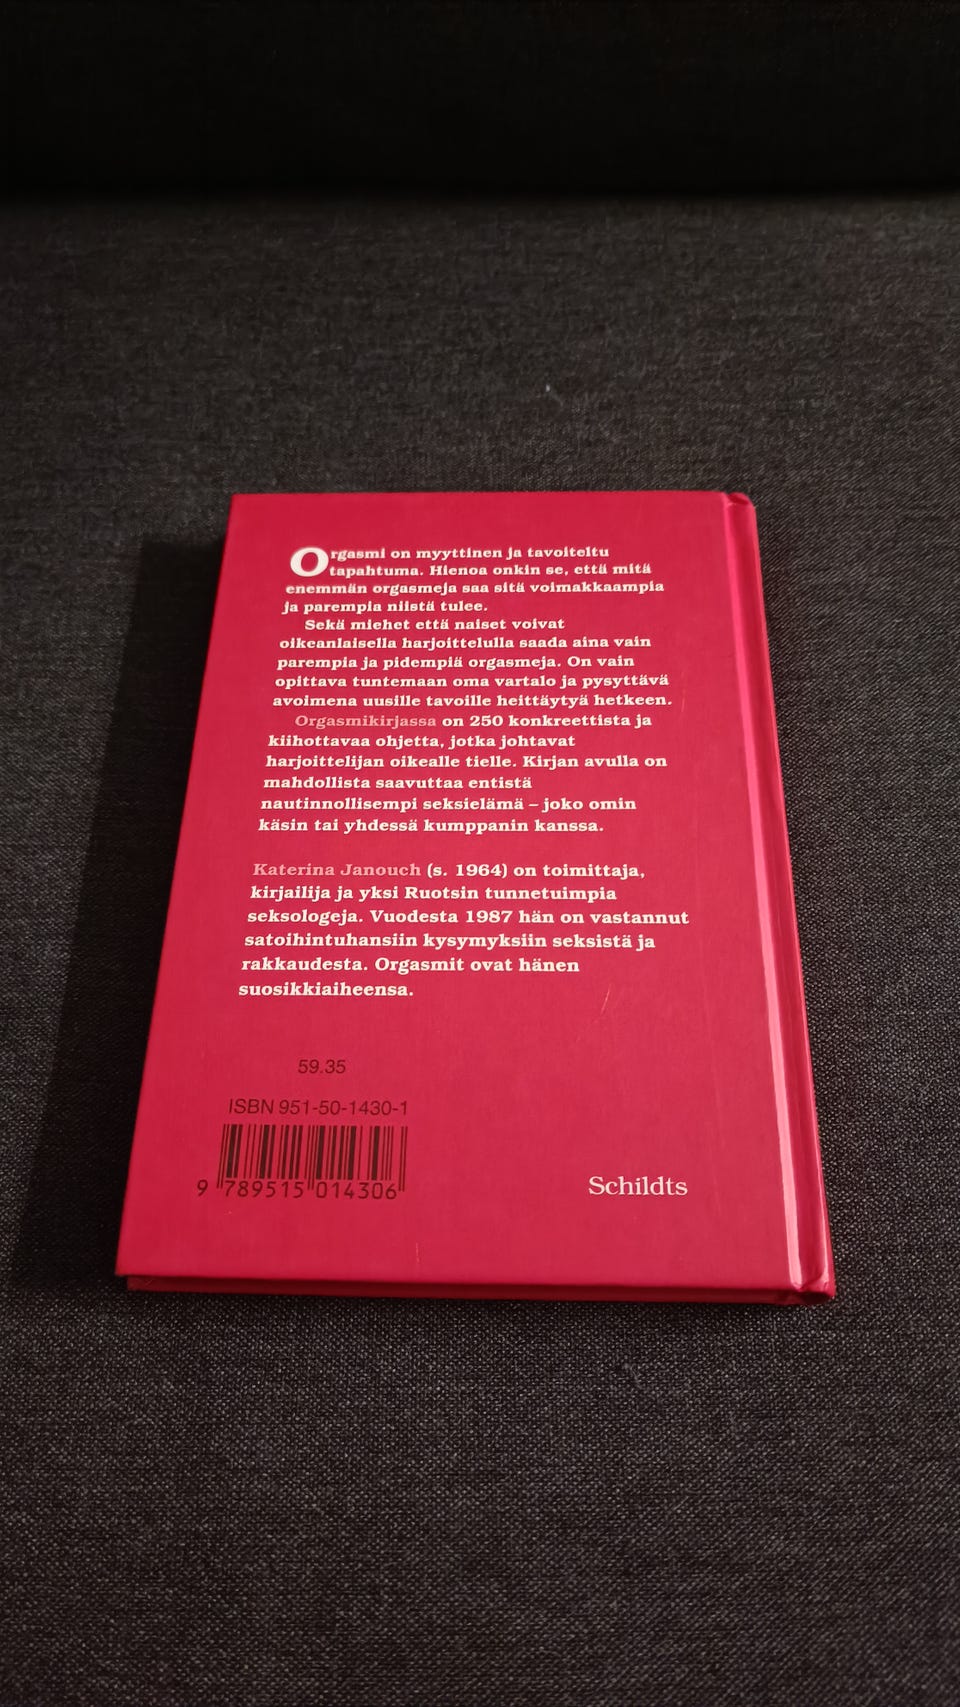 Orgasmi on myyttinen ja tavoiteltu
tapahtuma. Hienoa onkin se, että mitä
enemmän orgasmeja saa sitä voimakkaampia
ja parempia niistä tulee.
Sekä miehet että naiset voivat
oikeanlaisella harjoittelulla saada aina vain
parempia ja pidempiä orgasmeja. On vain
opittava tuntemaan oma vartalo ja pysyttävä
avoimena uusille tavoille heittäytyä hetkeen.
Orgasmikirjassa on 250 konkreettista ja
kiihottavaa ohjetta, jotka johtavat
harjoittelijan oikealle tielle. Kirjan avulla on
mahdollista saavuttaa entistä
nautinnollisempi seksielämä – joko omin
käsin tai yhdessä kumppanin kanssa.
Katerina Janouch (s. 1964) on toimittaja,
kirjailija ja yksi Ruotsin tunnetuimpia
seksologeja. Vuodesta 1987 hän on vastannut
satoihintuhansiin kysymyksiin seksistä ja
rakkaudesta. Orgasmit ovat hänen
suosikkiaiheensa.
59.35
ISBN 951-50-1430-1
9 789515 014306
Schildts